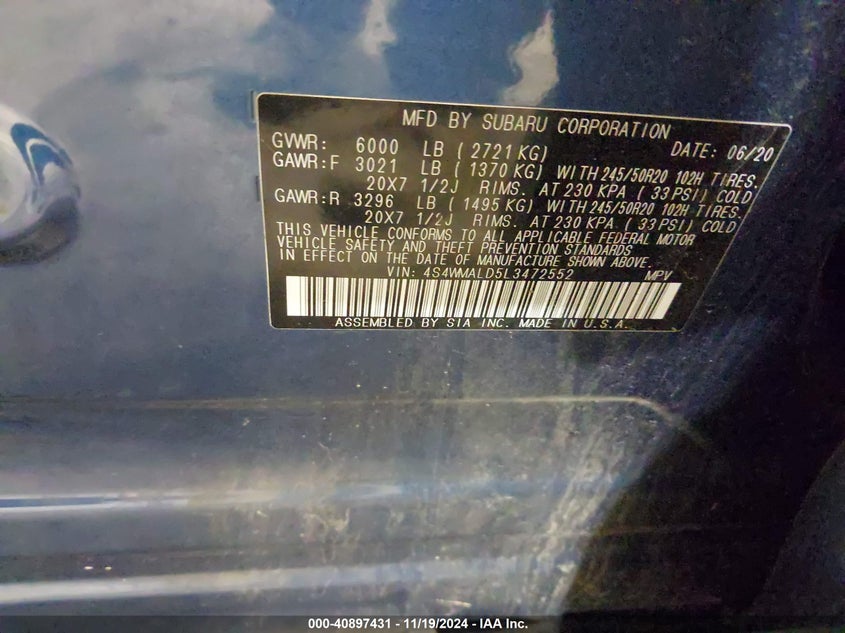 MFD BY SUBARU CORPORATION
GVWR: 6000 LB ( 2721 KG) DATE: 06/20
GAWR:F 3021 LB ( 1370 KG) WITH 245/50R20 102H TIRES.
20X7 1/2J RIMS. AT 230 KPA ( 33 PSI) COLD
GAWR:R 3296 LB ( 1495 KG) WITH 245/50R20 102H TIRES.
20X7 1/2J RIMS. AT 230 KPA ( 33 PSI) COLD
THIS VEHICLE CONFORMS TO ALL APPLICABLE FEDERAL MOTOR
VEHICLE SAFETY AND THEFT PREVENTION STANDARDS
IN EFFECT ON THE DATE OF MANUFACTURE SHOWN ABOVE.
VIN: 4S4WMALD5L3472552 MPV
ASSEMBLED BY SIA INC. MADE IN U.S.A.
000-40897431 - 11/19/2024 - IAA Inc.